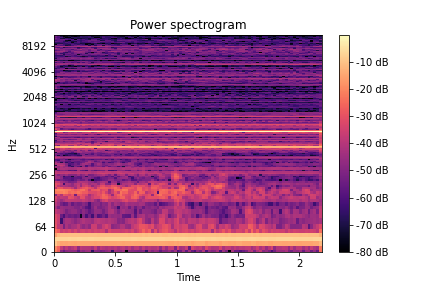 Power spectrogram
8192
4096
2048
1024
512
256
128
64
0
Hz
0 0.5 1 1.5 2
Time
-10 dB
-20 dB
-30 dB
-40 dB
-50 dB
-60 dB
-70 dB
-80 dB